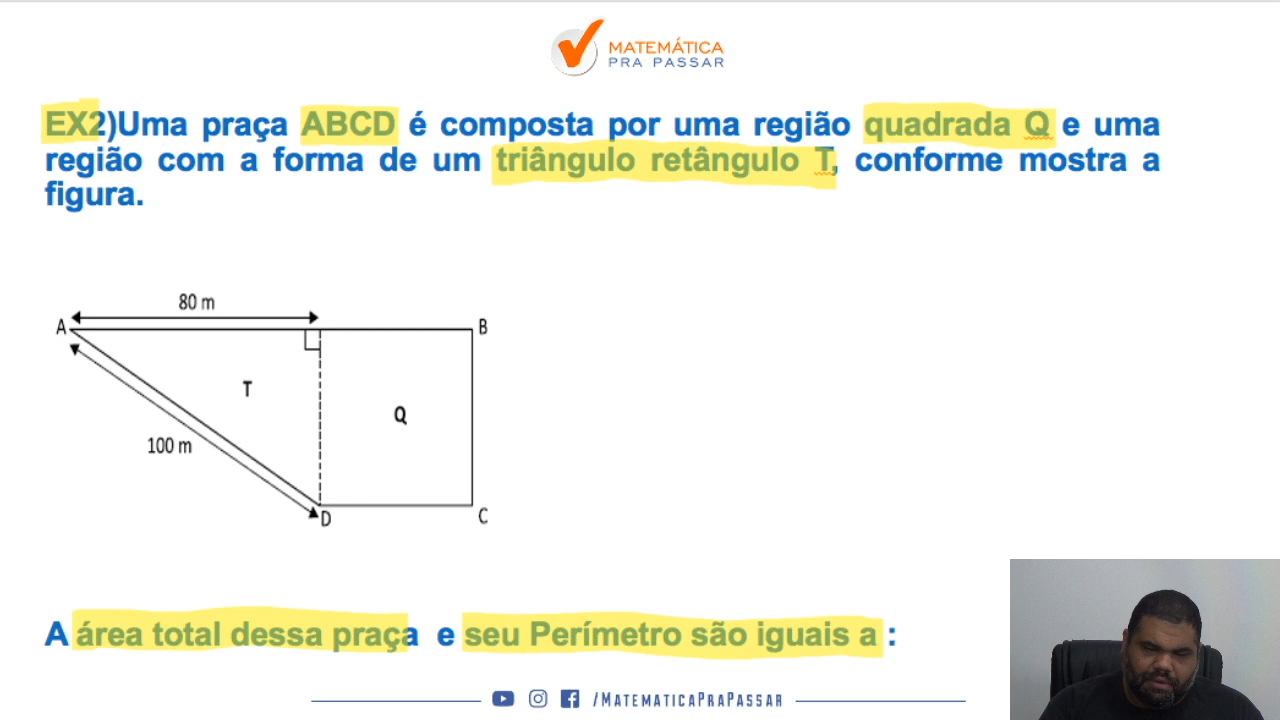 MATEMÁTICA
PRA PASSAR
EX2)Uma praça ABCD é composta por uma região quadrada Q e uma
região com a forma de um triângulo retângulo T, conforme mostra a
figura.
80 m
A
B
T
Q
100 m
D
C
A área total dessa praça e seu Perímetro são iguais a :
/MATEMATICAPRAPASSAR